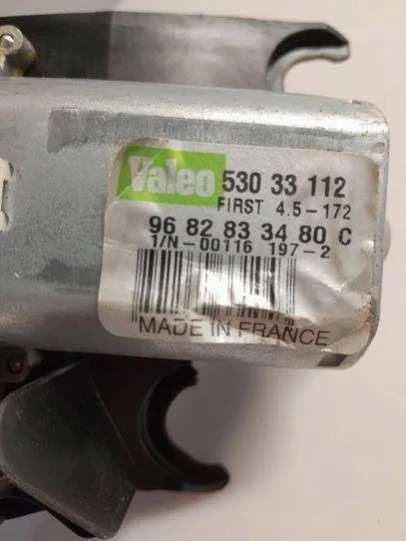 Valeo 530 33 112
FIRST 4.5-172
96 82 83 34 80 C
1/N-00116 197-2
MADE IN FRANCE